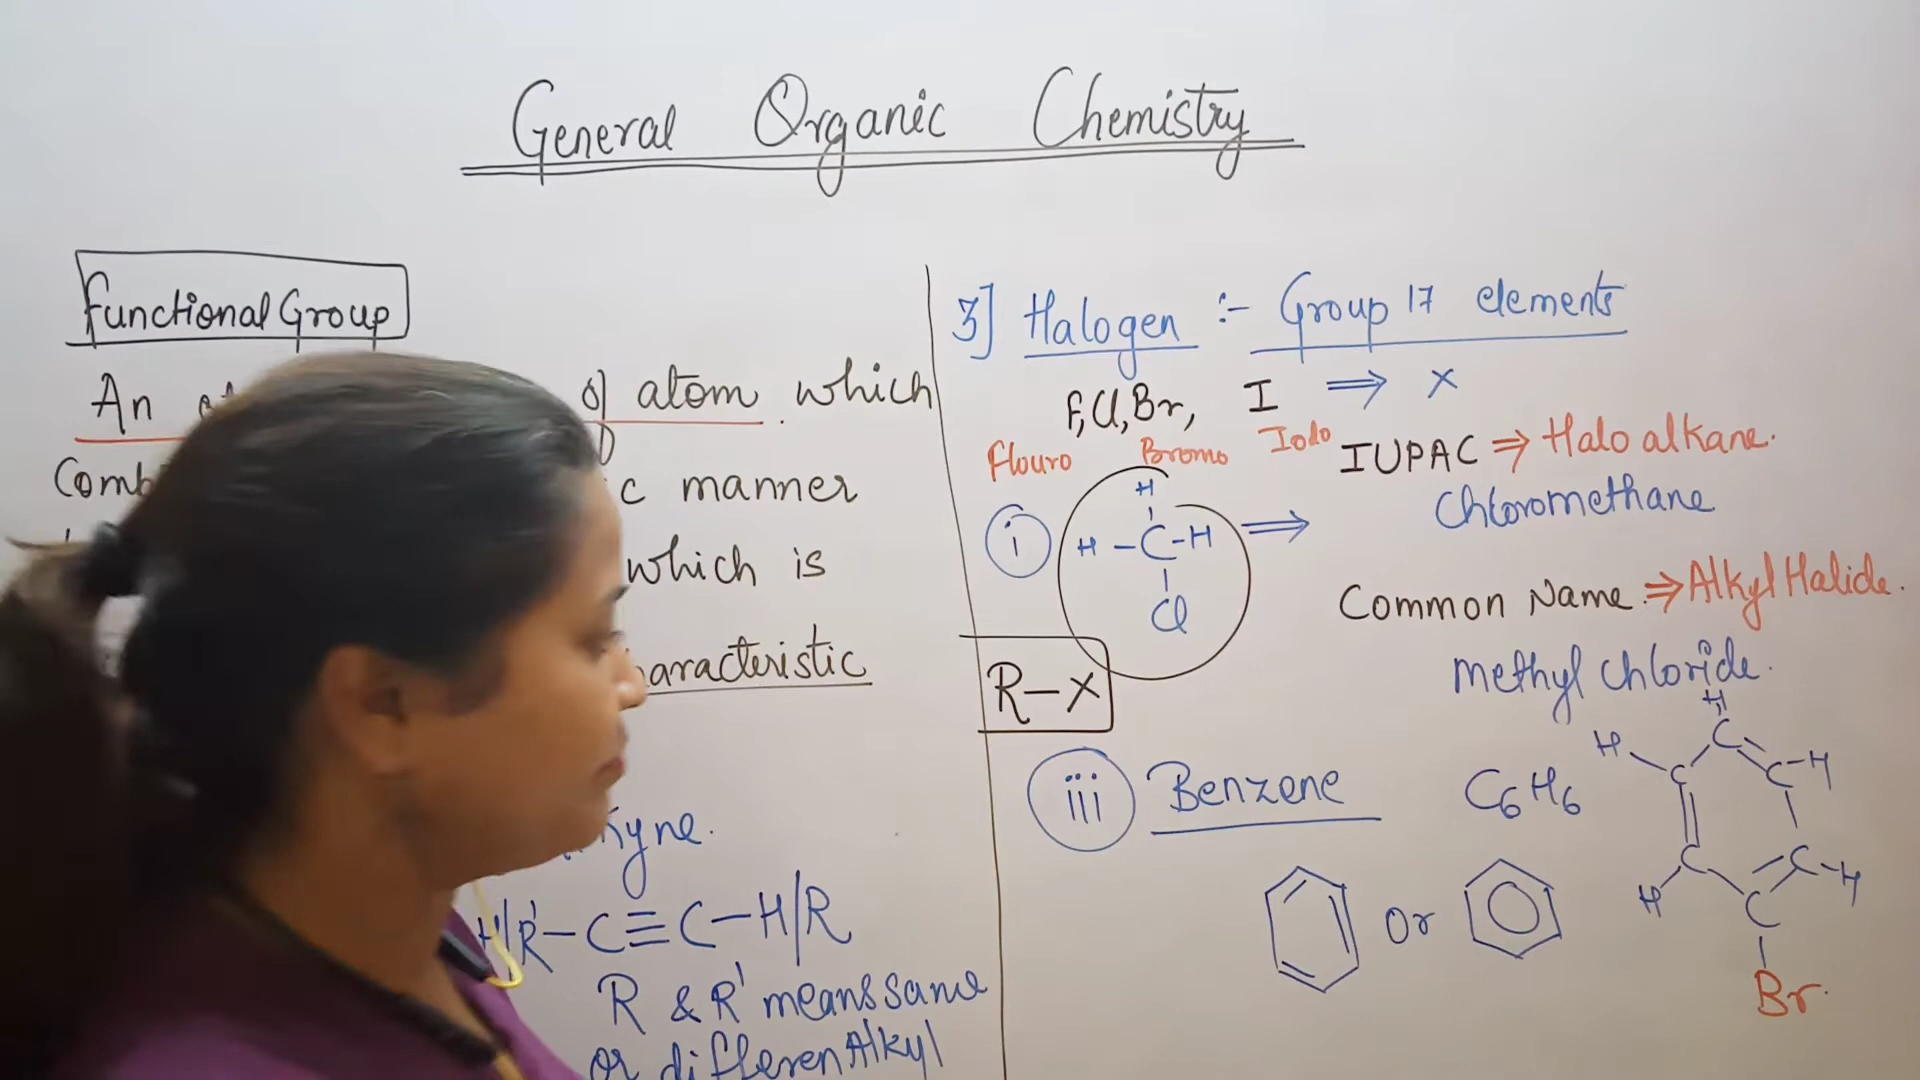 General Organic Chemistry
Functional Group
An of atom which
Comb c manner
which is
haracteristic
kyne.
H/R'-C≡C-H/R
R & R' means same
or differen Alkyl
3] Halogen :- Group 17 elements
F, Cl, Br, I ⇒ X
Flouro Bromo Iodo
IUPAC ⇒ Halo alkane.
i
H
H-C-H ⇒
Cl
Chloromethane
Common Name ⇒ Alkyl Halide.
methyl chloride.
R-X
iii Benzene C6H6
Or
H
H C C-H
C
C C-H
H C
Br.